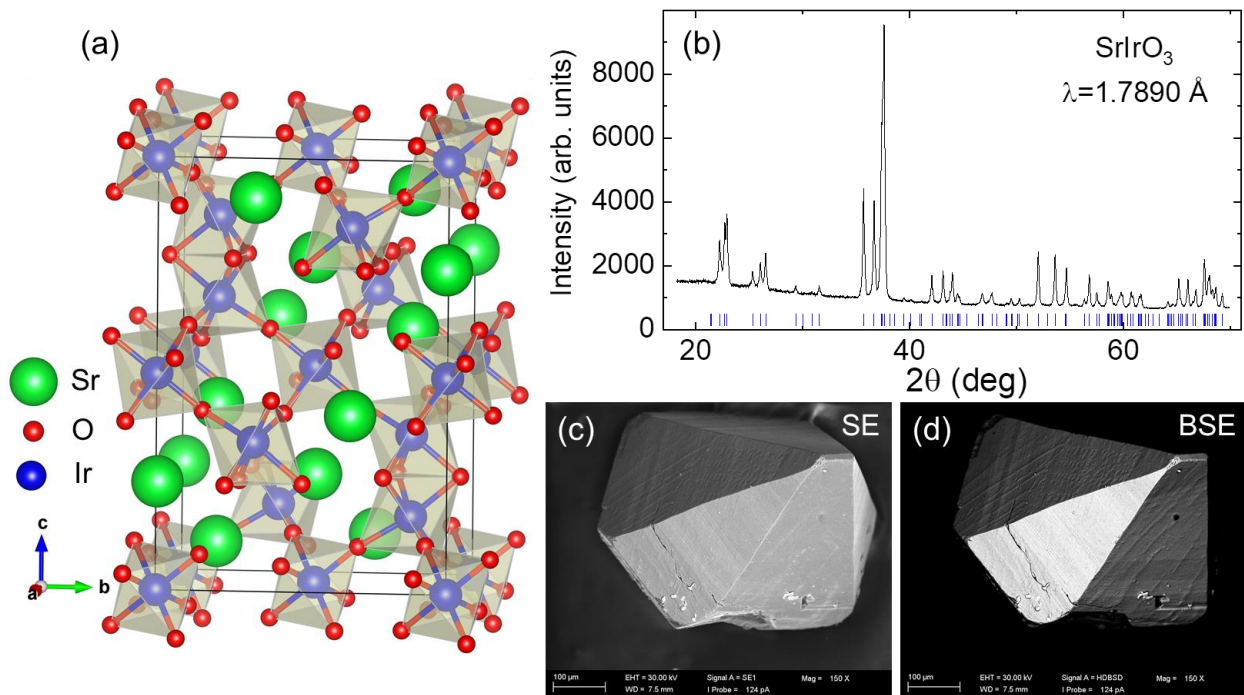 (a)
Sr
O
Ir
c
a
b
(b)
SrIrO3
λ=1.7890 Å
Intensity (arb. units)
8000
6000
4000
2000
0
20
40
60
2θ (deg)
(c)
SE
100 μm
EHT = 30.00 kV
WD = 7.5 mm
Signal A = SE1
I Probe = 124 pA
Mag = 150 X
(d)
BSE
100 μm
EHT = 30.00 kV
WD = 7.5 mm
Signal A = HDBSD
I Probe = 124 pA
Mag = 150 X